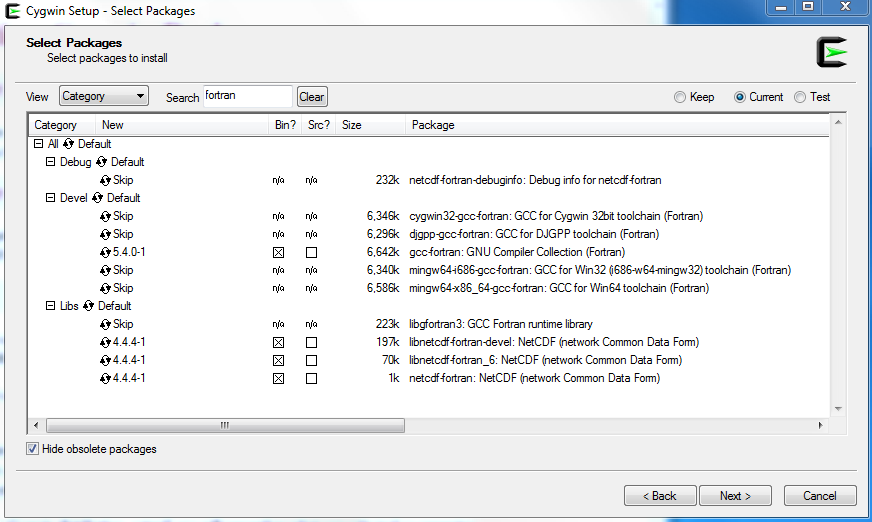 Cygwin Setup - Select Packages
Select Packages
Select packages to install
View Category Search fortran Clear Keep Current Test
Category New Bin? Src? Size Package
All Default
Debug Default
Skip n/a n/a 232k netcdf-fortran-debuginfo: Debug info for netcdf-fortran
Devel Default
Skip n/a n/a 6,346k cygwin32-gcc-fortran: GCC for Cygwin 32bit toolchain (Fortran)
Skip n/a n/a 6,296k djgpp-gcc-fortran: GCC for DJGPP toolchain (Fortran)
5.4.0-1 6,642k gcc-fortran: GNU Compiler Collection (Fortran)
Skip n/a n/a 6,340k mingw64-i686-gcc-fortran: GCC for Win32 (i686-w64-mingw32) toolchain (Fortran)
Skip n/a n/a 6,586k mingw64-x86_64-gcc-fortran: GCC for Win64 toolchain (Fortran)
Libs Default
Skip n/a n/a 223k libgfortran3: GCC Fortran runtime library
4.4.4-1 197k libnetcdf-fortran-devel: NetCDF (network Common Data Form)
4.4.4-1 70k libnetcdf-fortran_6: NetCDF (network Common Data Form)
4.4.4-1 1k netcdf-fortran: NetCDF (network Common Data Form)
Hide obsolete packages
< Back Next > Cancel